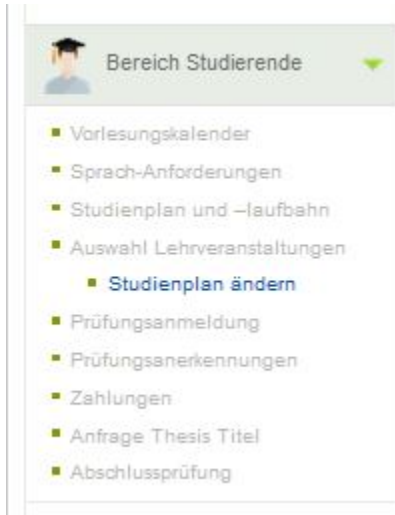 Bereich Studierende
Vorlesungskalender
Sprach-Anforderungen
Studienplan und –laufbahn
Auswahl Lehrveranstaltungen
Studienplan ändern
Prüfungsanmeldung
Prüfungsanerkennungen
Zahlungen
Anfrage Thesis Titel
Abschlussprüfung